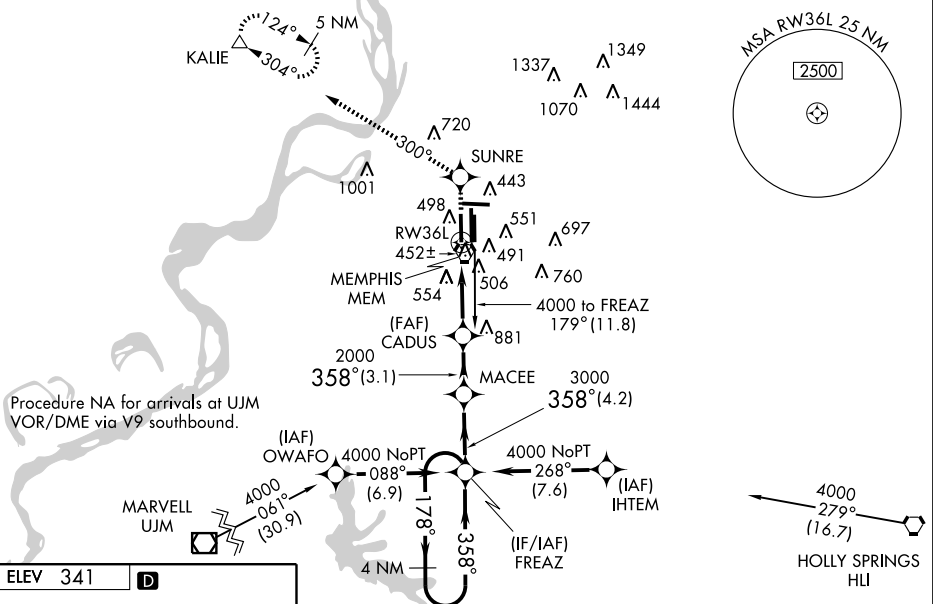 124°
5 NM
KALIE
304°
300°
720
1001
1337
1349
1070
1444
MSA RW36L 25 NM
2500
SUNRE
443
498
551
697
RW36L
452±
491
MEMPHIS
MEM
506
760
554
4000 to FREAZ
179° (11.8)
(FAF)
CADUS
881
2000
358° (3.1)
MACEE
3000
358° (4.2)
Procedure NA for arrivals at UJM
VOR/DME via V9 southbound.
(IAF)
OWAFO
4000 NoPT
088°
(6.9)
4000 NoPT
268°
(7.6)
(IAF)
IHTEM
MARVELL
UJM
4000
061°
(30.9)
178°
358°
(IF/IAF)
FREAZ
4 NM
4000
279°
(16.7)
HOLLY SPRINGS
HLI
ELEV 341
D